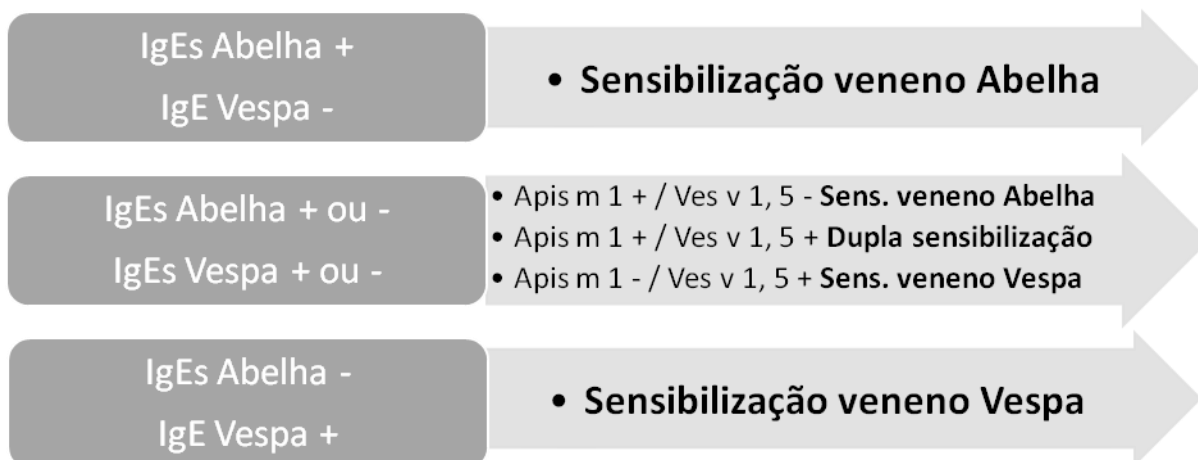 IgEs Abelha +
IgE Vespa -
• Sensibilização veneno Abelha
IgEs Abelha + ou -
IgEs Vespa + ou -
• Apis m 1 + / Ves v 1, 5 - Sens. veneno Abelha
• Apis m 1 + / Ves v 1, 5 + Dupla sensibilização
• Apis m 1 - / Ves v 1, 5 + Sens. veneno Vespa
IgEs Abelha -
IgE Vespa +
• Sensibilização veneno Vespa